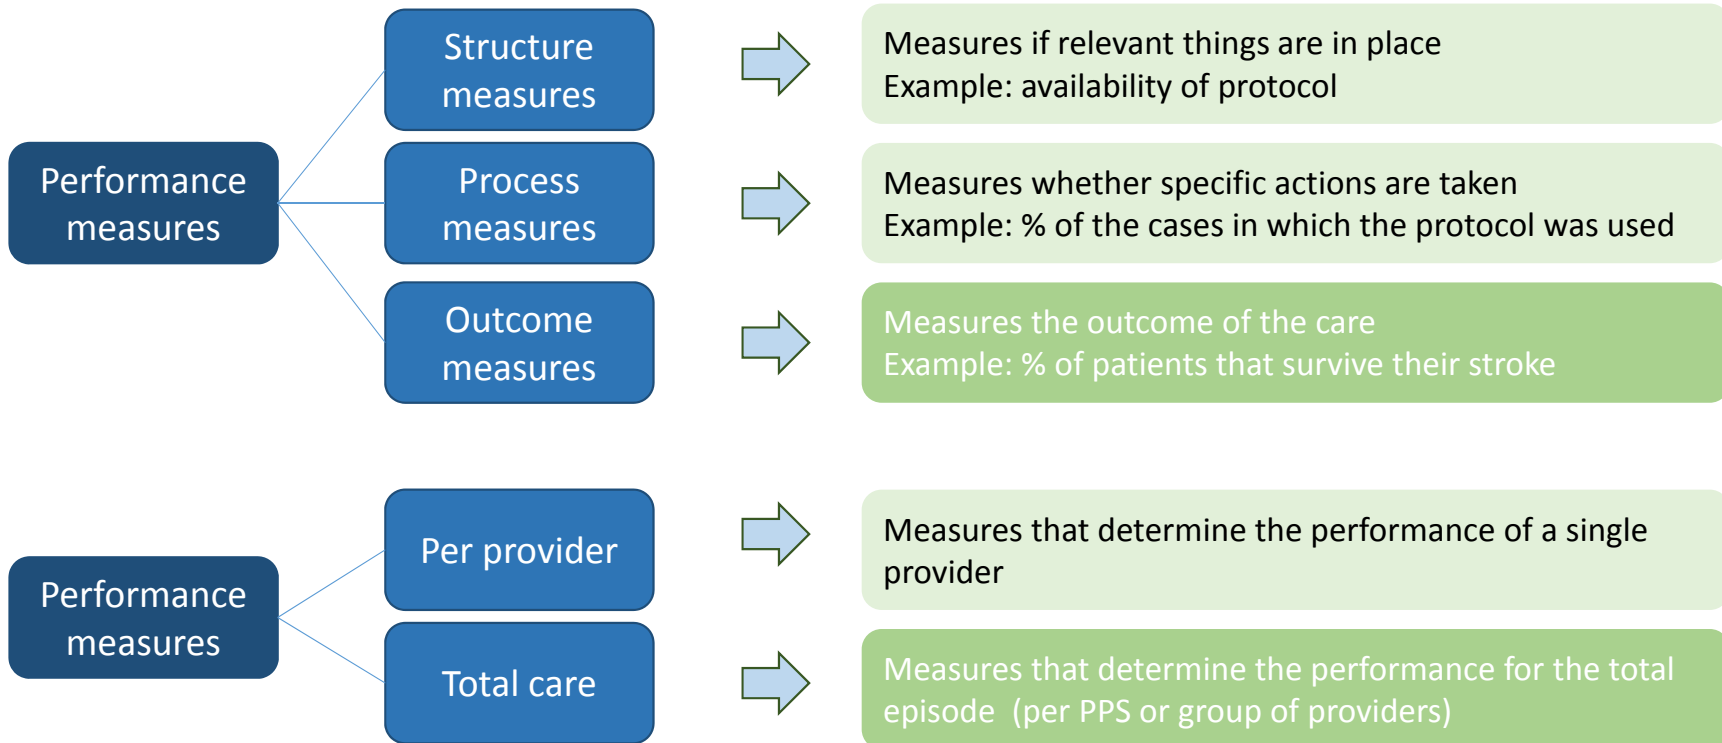 Performance
measures
Structure
measures
Measures if relevant things are in place
Example: availability of protocol
Process
measures
Measures whether specific actions are taken
Example: % of the cases in which the protocol was used
Outcome
measures
Measures the outcome of the care
Example: % of patients that survive their stroke
Performance
measures
Per provider
Measures that determine the performance of a single
provider
Total care
Measures that determine the performance for the total
episode  (per PPS or group of providers)